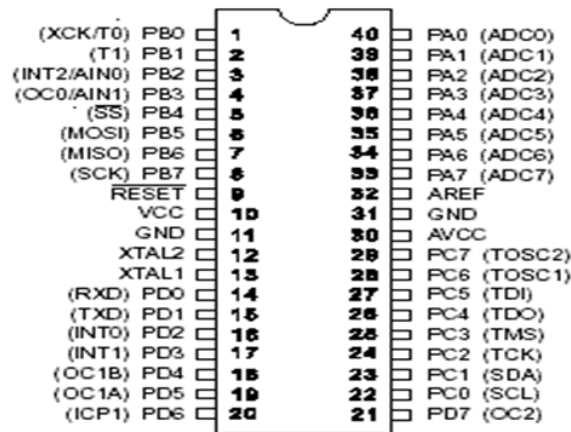 (XCK/T0) PB0 1 40 PA0 (ADC0)
(T1) PB1 2 39 PA1 (ADC1)
(INT2/AIN0) PB2 3 38 PA2 (ADC2)
(OC0/AIN1) PB3 4 37 PA3 (ADC3)
(SS) PB4 5 36 PA4 (ADC4)
(MOSI) PB5 6 35 PA5 (ADC5)
(MISO) PB6 7 34 PA6 (ADC6)
(SCK) PB7 8 33 PA7 (ADC7)
RESET 9 32 AREF
VCC 10 31 GND
GND 11 30 AVCC
XTAL2 12 29 PC7 (TOSC2)
XTAL1 13 28 PC6 (TOSC1)
(RXD) PD0 14 27 PC5 (TDI)
(TXD) PD1 15 26 PC4 (TDO)
(INT0) PD2 16 25 PC3 (TMS)
(INT1) PD3 17 24 PC2 (TCK)
(OC1B) PD4 18 23 PC1 (SDA)
(OC1A) PD5 19 22 PC0 (SCL)
(ICP1) PD6 20 21 PD7 (OC2)